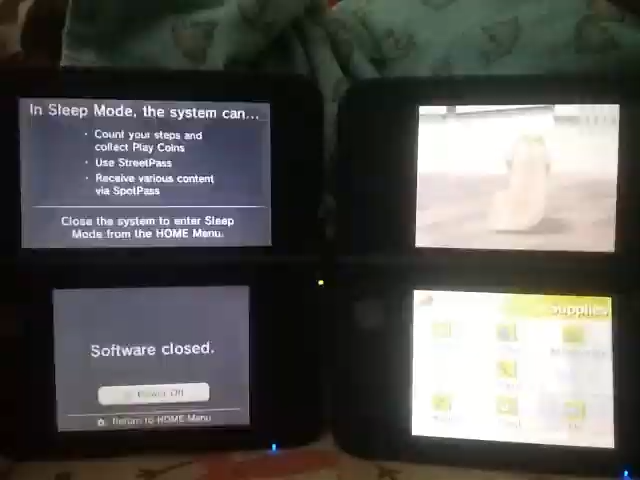 In Sleep Mode, the system can...
· Count your steps and
collect Play Coins
· Use StreetPass
· Receive various content
via SpotPass
Close the system to enter Sleep
Mode from the HOME Menu.
Software closed.
Power Off
Return to HOME Menu
Supplies